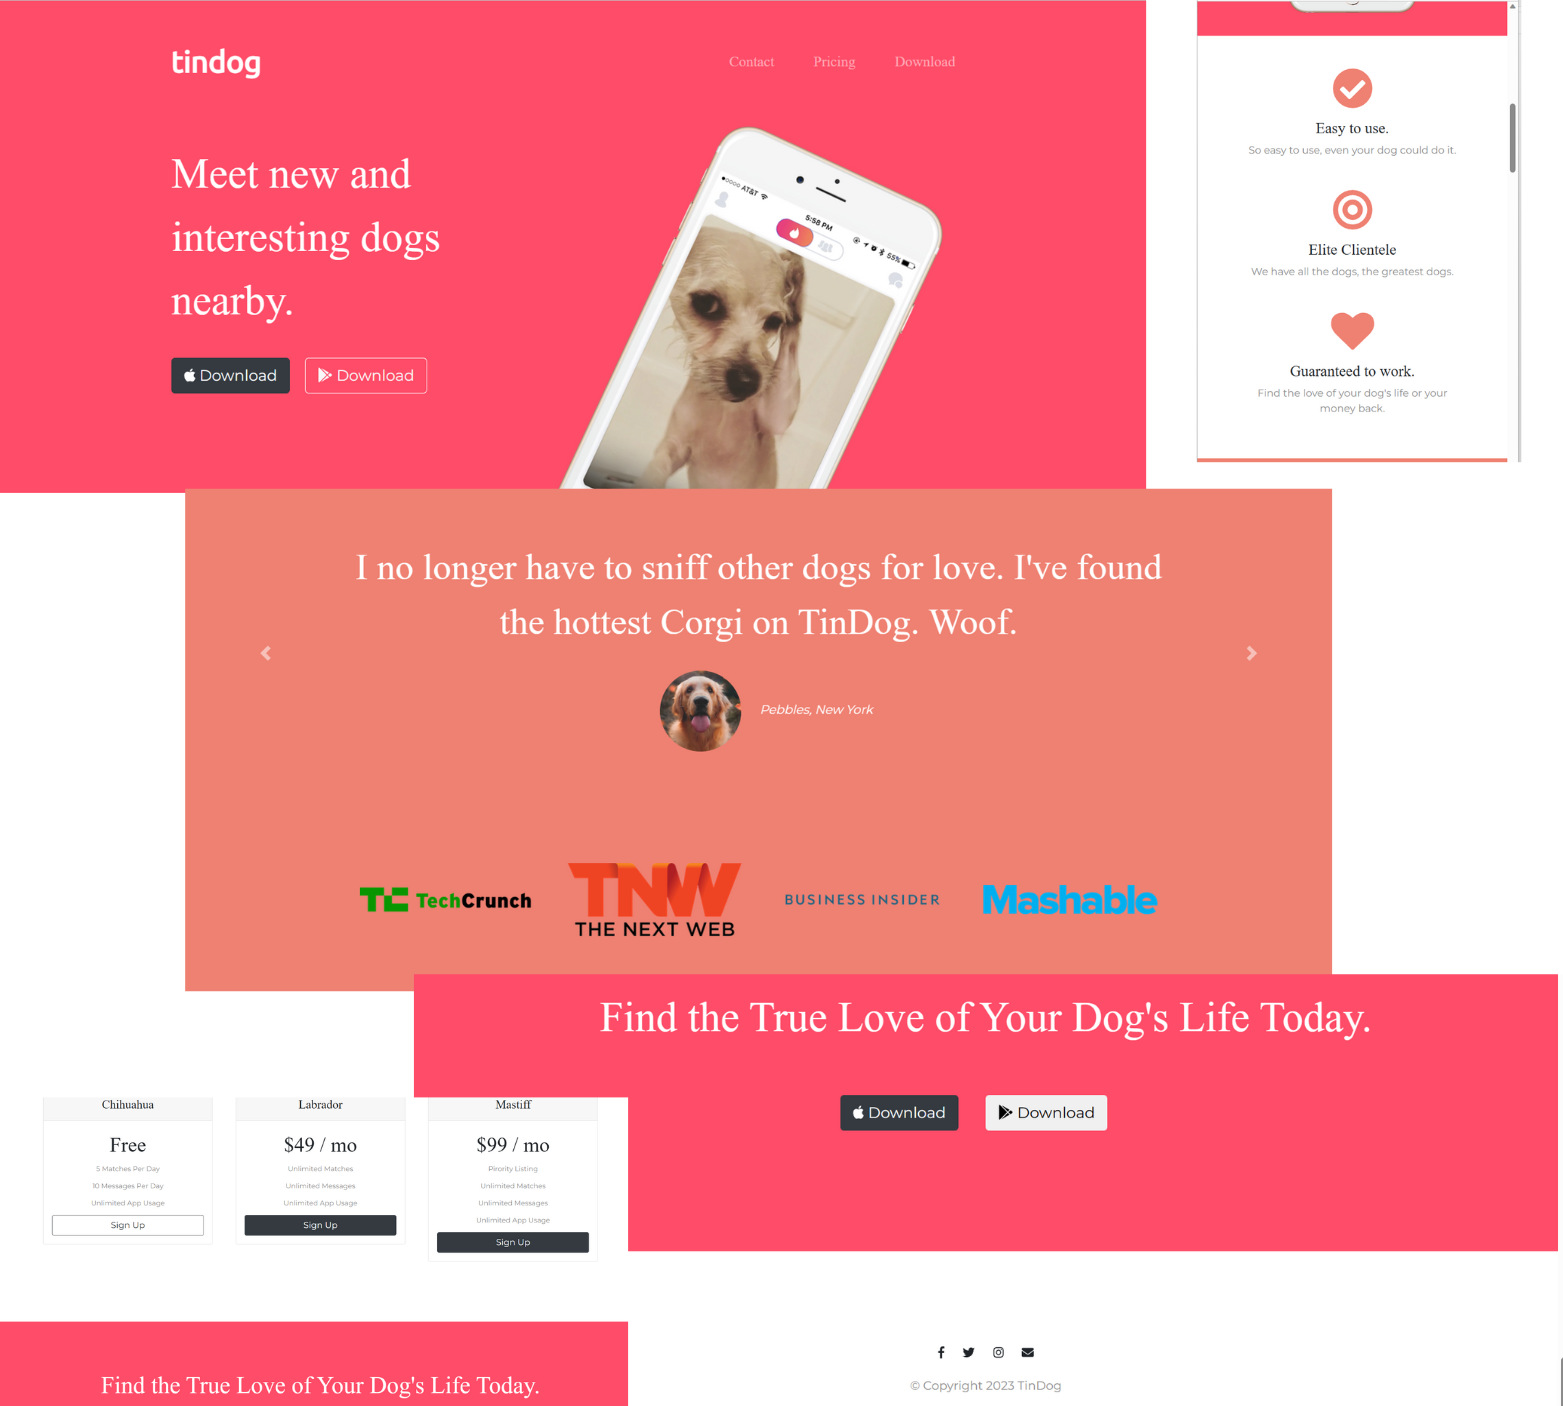 tindog
Contact Pricing Download
Meet new and
interesting dogs
nearby.
Download Download
●○○○○ AT&T
5:58 PM
55%
Easy to use.
So easy to use, even your dog could do it.
Elite Clientele
We have all the dogs, the greatest dogs.
Guaranteed to work.
Find the love of your dog's life or your
money back.
I no longer have to sniff other dogs for love. I've found
the hottest Corgi on TinDog. Woof.
Pebbles, New York
TC TechCrunch
TNW
THE NEXT WEB
BUSINESS INSIDER
Mashable
Find the True Love of Your Dog's Life Today.
Download Download
Chihuahua
Free
5 Matches Per Day
10 Messages Per Day
Unlimited App Usage
Sign Up
Labrador
$49 / mo
Unlimited Matches
Unlimited Messages
Unlimited App Usage
Sign Up
Mastiff
$99 / mo
Pirority Listing
Unlimited Matches
Unlimited Messages
Unlimited App Usage
Sign Up
Find the True Love of Your Dog's Life Today.
© Copyright 2023 TinDog